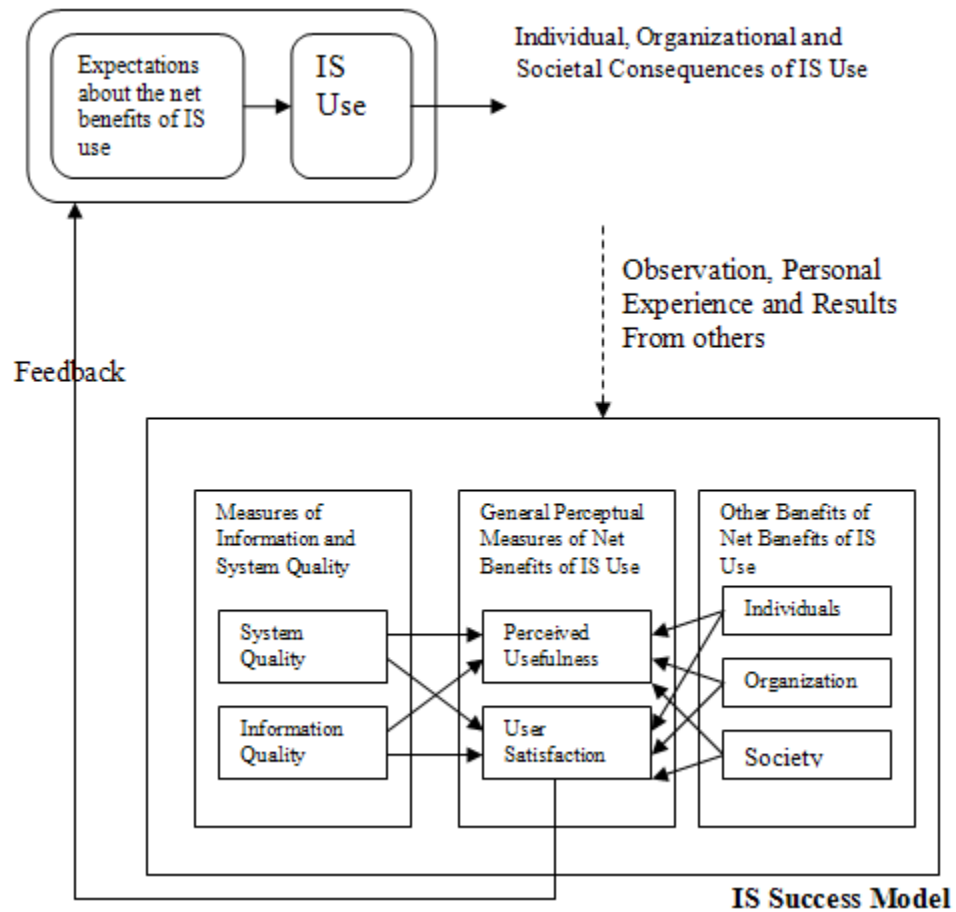 Expectations
about the net
benefits of IS
use
IS
Use
Individual, Organizational and
Societal Consequences of IS Use
Observation, Personal
Experience and Results
From others
Feedback
Measures of
Information and
System Quality
System
Quality
Information
Quality
General Perceptual
Measures of Net
Benefits of IS Use
Perceived
Usefulness
User
Satisfaction
Other Benefits of
Net Benefits of IS
Use
Individuals
Organization
Society
IS Success Model